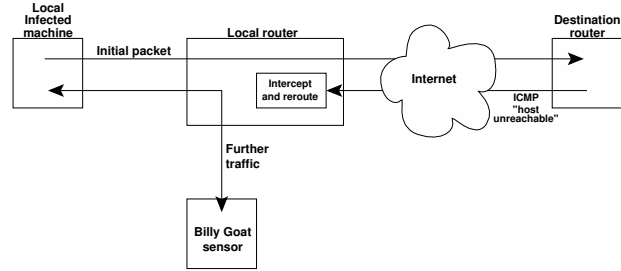 Local
Infected
machine
Initial packet
Local router
Destination
router
Intercept
and reroute
Internet
ICMP
"host
unreachable"
Further
traffic
Billy Goat
sensor